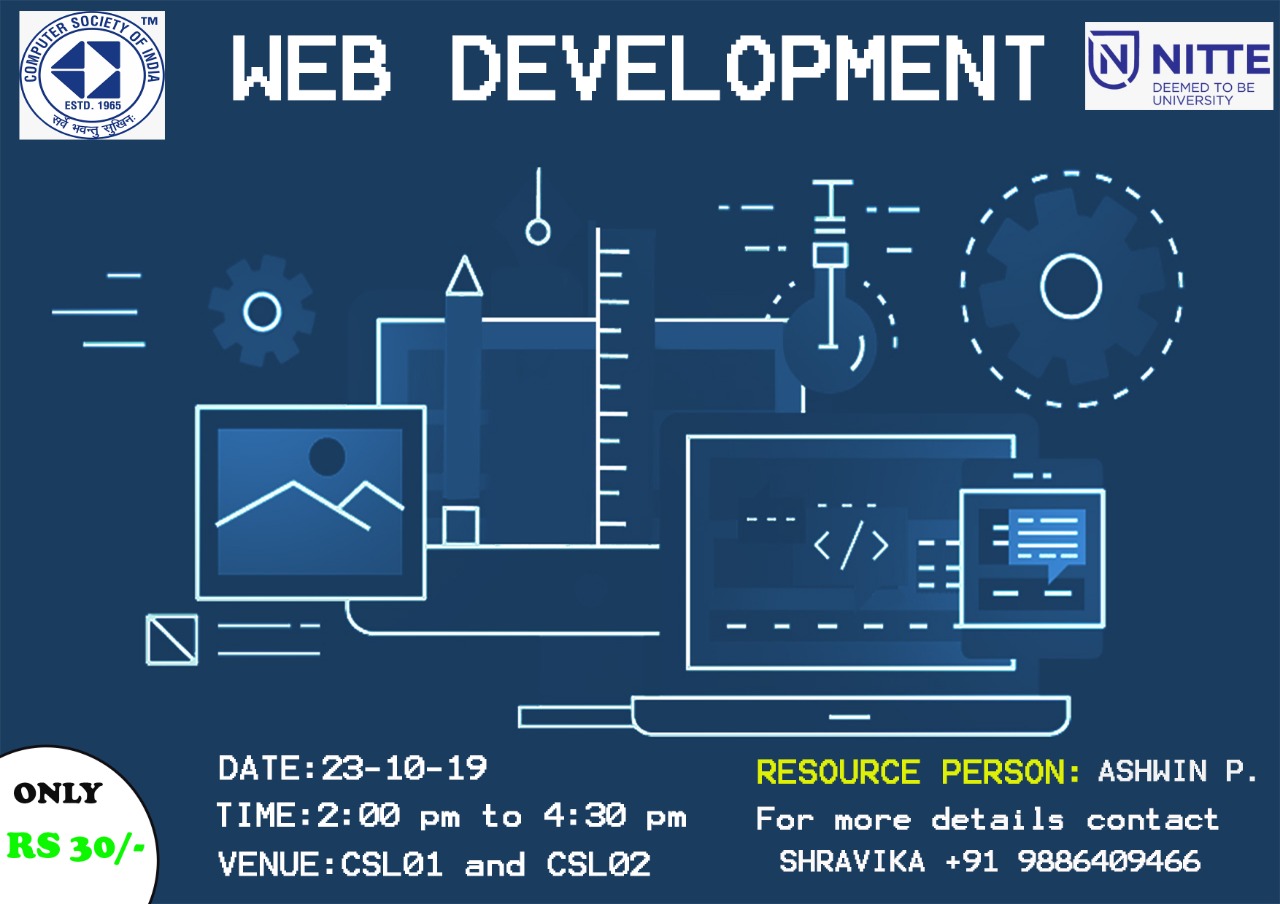 COMPUTER SOCIETY OF INDIA
TM
ESTD. 1965
सर्वे भवन्तु सुखिनः
WEB DEVELOPMENT
NITTE
DEEMED TO BE
UNIVERSITY
</>
ONLY
RS 30/-
DATE:23-10-19
TIME:2:00 pm to 4:30 pm
VENUE:CSL01 and CSL02
RESOURCE PERSON: ASHWIN P.
For more details contact
SHRAVIKA +91 9886409466